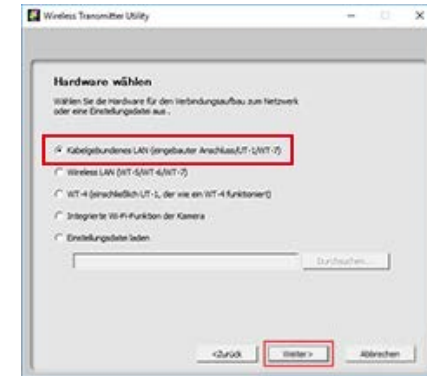 Wireless Transmitter Utility
Hardware wählen
Wählen Sie die Hardware für den Verbindungsaufbau zum Netzwerk
oder eine Einstellungsdatei aus .
Kabelgebundenes LAN (eingebauter Anschluss/UT-1/WT-7)
Wireless LAN (WT-5/WT-6/WT-7)
WT-4 (einschließlich UT-1, der wie ein WT-4 funktioniert)
Integrierte Wi-Fi-Funktion der Kamera
Einstellungsdatei laden
Durchsuchen...
<Zurück Weiter> Abbrechen